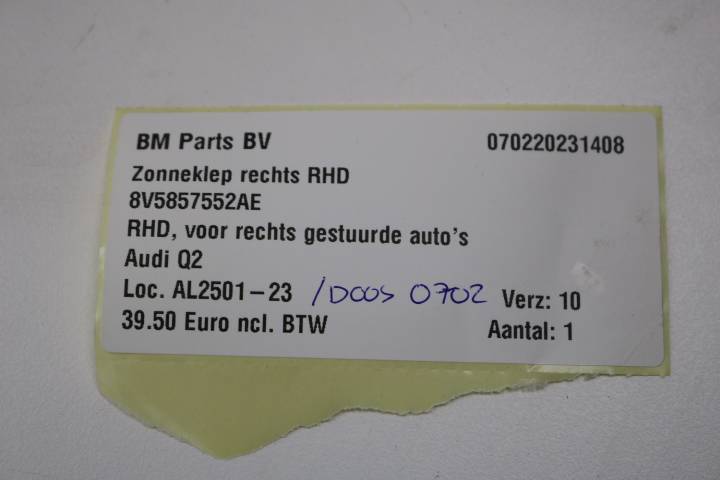 BM Parts BV 070220231408
Zonneklep rechts RHD
8V5857552AE
RHD, voor rechts gestuurde auto's
Audi Q2
Loc. AL2501-23 /DOOS 0702 Verz: 10
39.50 Euro ncl. BTW Aantal: 1